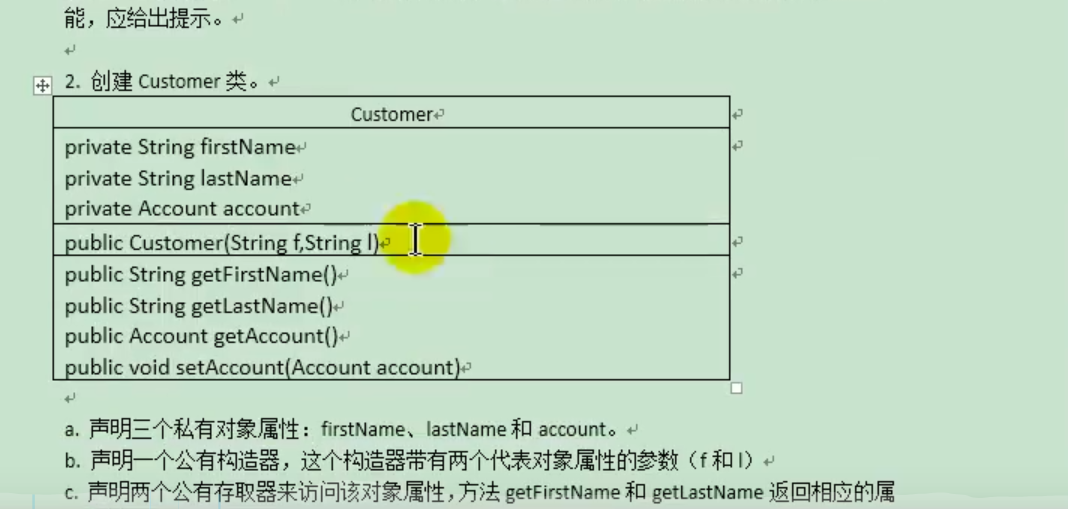 能，应给出提示。
2. 创建 Customer 类。
Customer
private String firstName
private String lastName
private Account account
public Customer(String f,String l)
public String getFirstName()
public String getLastName()
public Account getAccount()
public void setAccount(Account account)
a. 声明三个私有对象属性：firstName、lastName 和 account。
b. 声明一个公有构造器，这个构造器带有两个代表对象属性的参数（f 和 l）
c. 声明两个公有存取器来访问该对象属性，方法 getFirstName 和 getLastName 返回相应的属